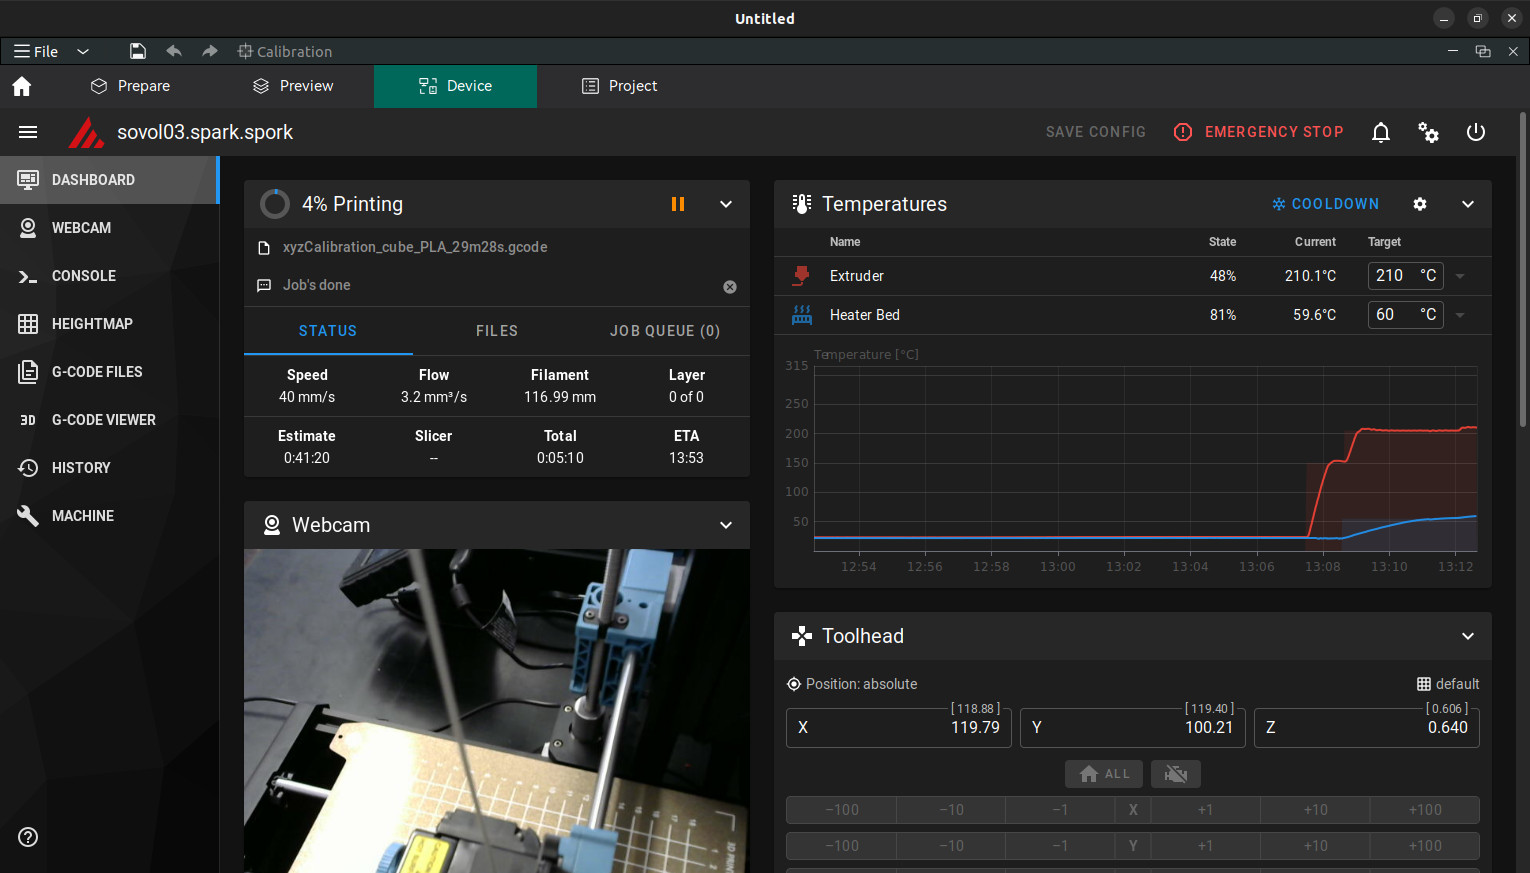 Untitled
File
Calibration
Prepare
Preview
Device
Project
sovol03.spark.spork
SAVE CONFIG
EMERGENCY STOP
DASHBOARD
WEBCAM
CONSOLE
HEIGHTMAP
G-CODE FILES
3D G-CODE VIEWER
HISTORY
MACHINE
4% Printing
xyzCalibration_cube_PLA_29m28s.gcode
Job's done
STATUS FILES JOB QUEUE (0)
Speed Flow Filament Layer
40 mm/s 3.2 mm³/s 116.99 mm 0 of 0
Estimate Slicer Total ETA
0:41:20 -- 0:05:10 13:53
Webcam
Temperatures
COOLDOWN
Name State Current Target
Extruder 48% 210.1°C 210 °C
Heater Bed 81% 59.6°C 60 °C
Temperature [°C]
315
250
200
150
100
50
12:54 12:56 12:58 13:00 13:02 13:04 13:06 13:08 13:10 13:12
Toolhead
Position: absolute
default
[ 118.88 ] [ 119.40 ] [ 0.606 ]
X 119.79 Y 100.21 Z 0.640
ALL
−100 −10 −1 X +1 +10 +100
−100 −10 −1 Y +1 +10 +100